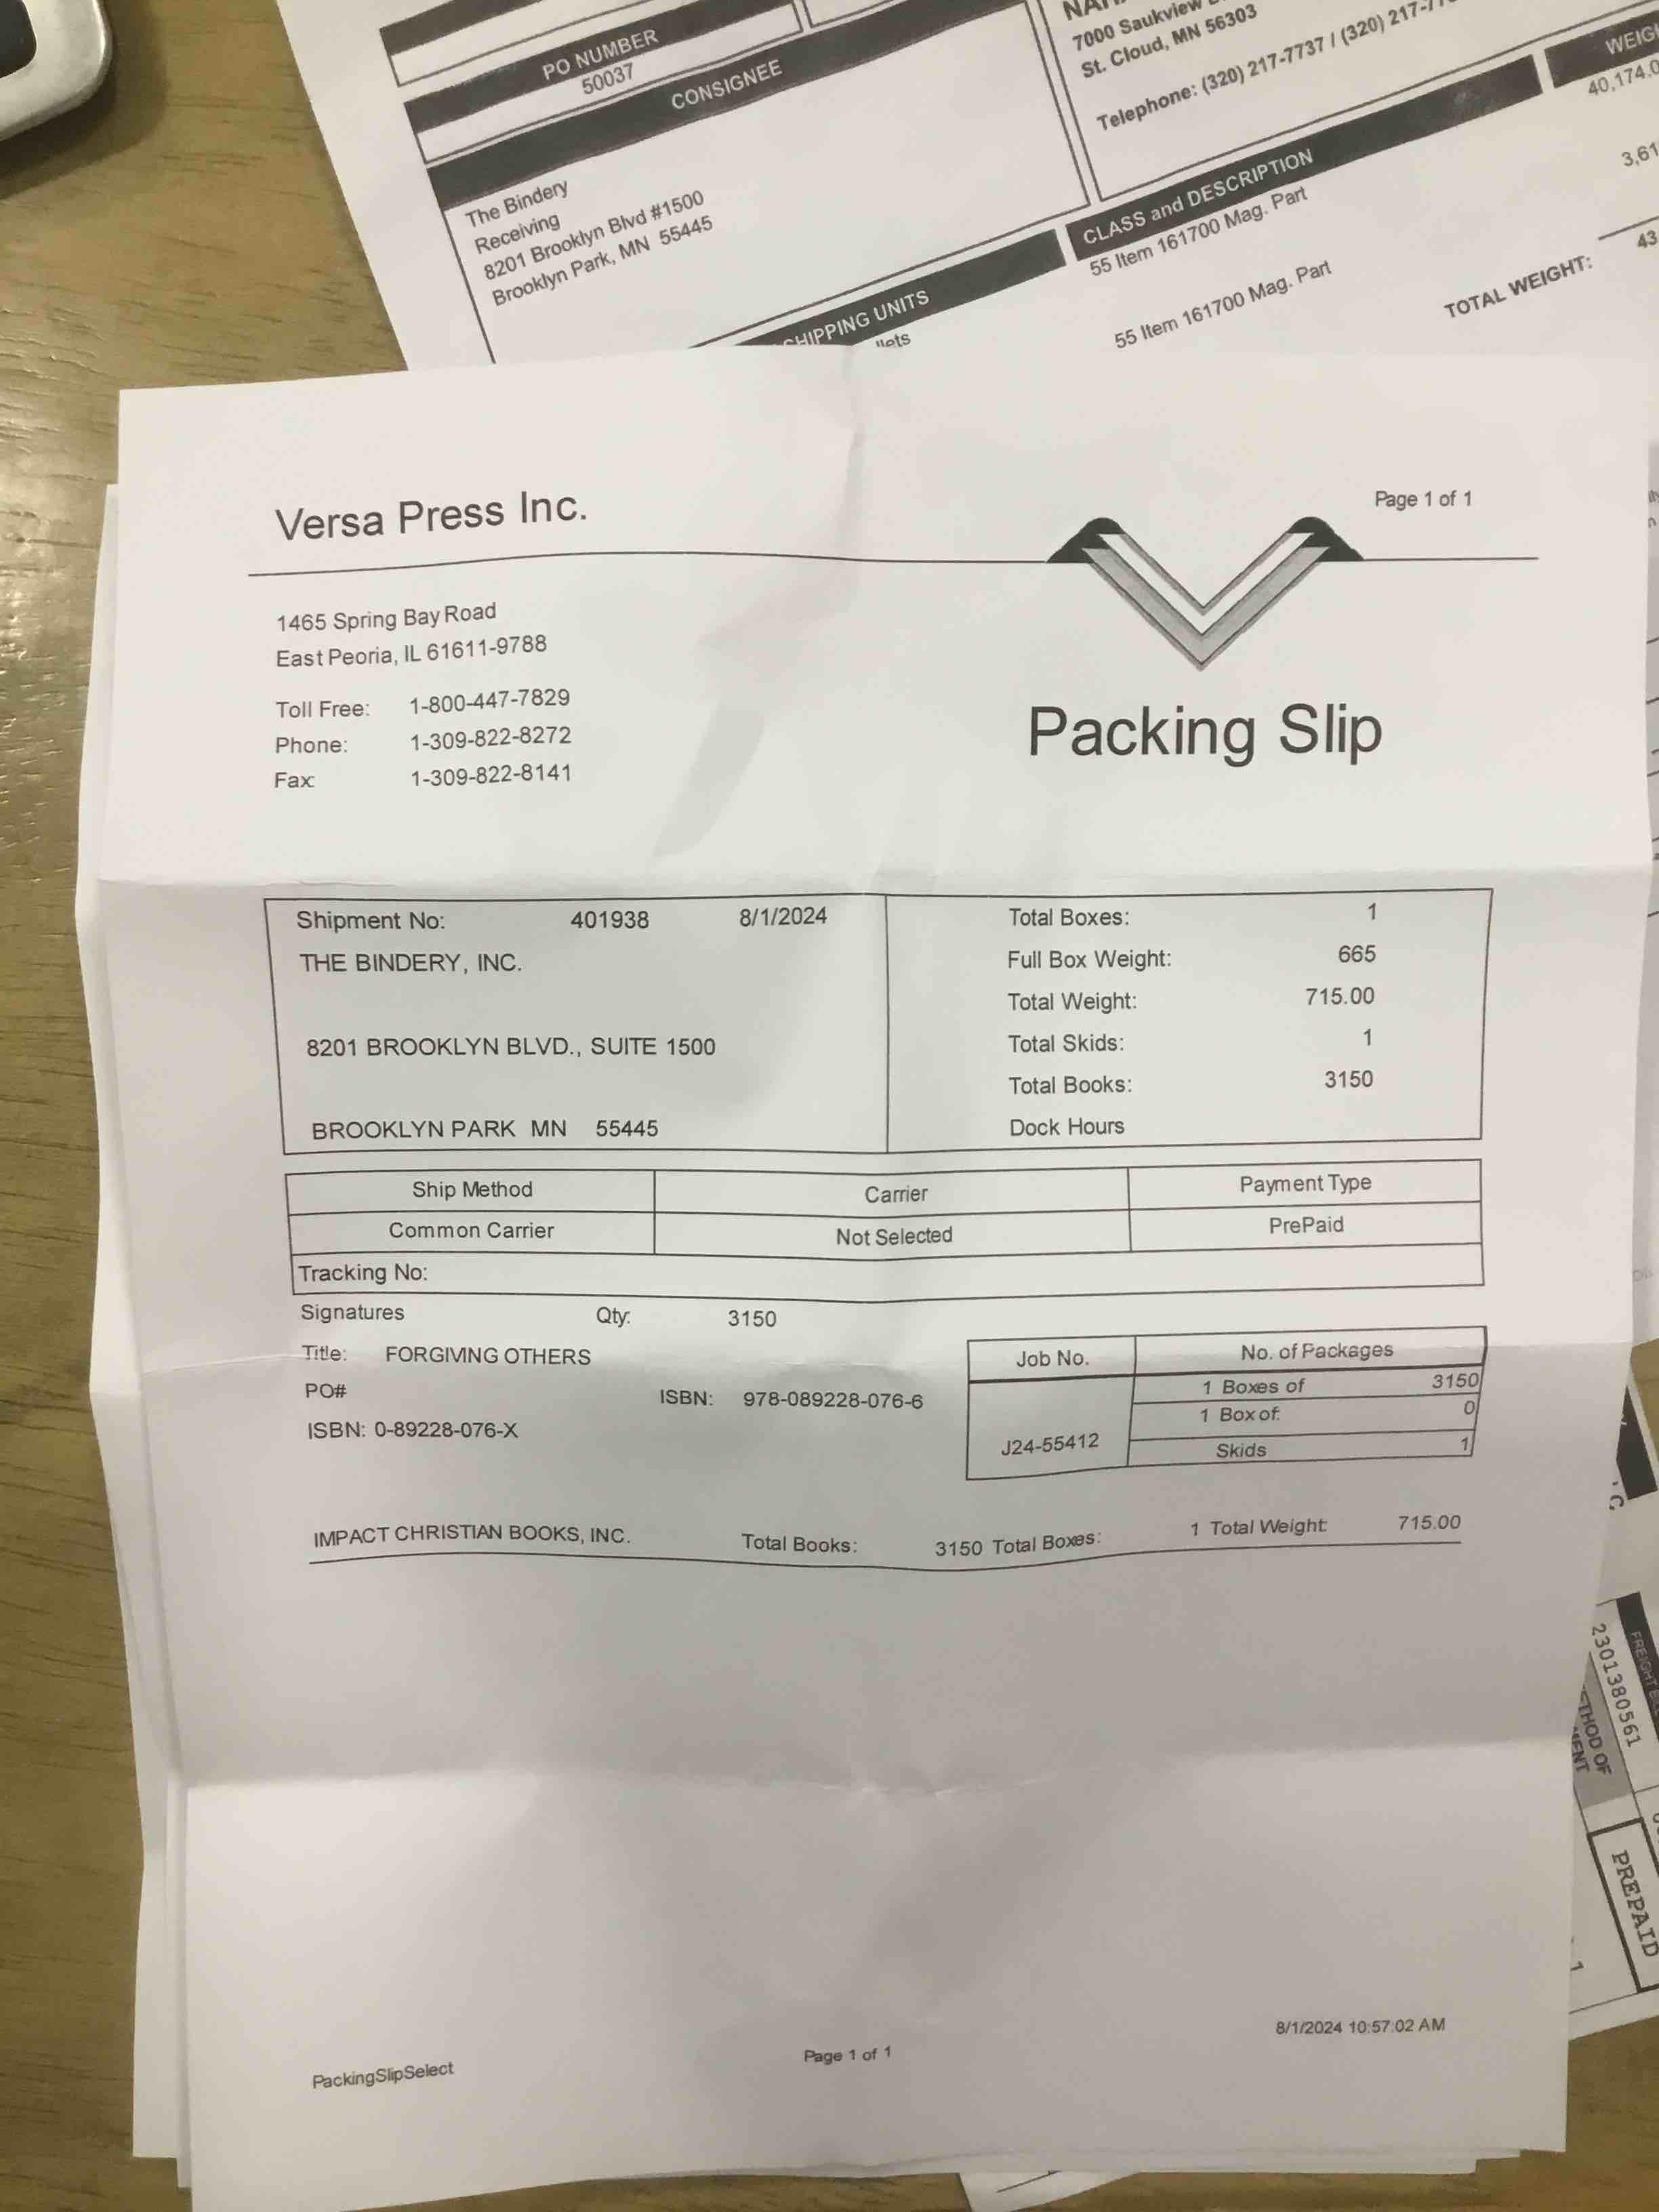 PO NUMBER
50037
CONSIGNEE
The Bindery
Receiving
8201 Brooklyn Blvd #1500
Brooklyn Park, MN 55445
7000 Saukview
St. Cloud, MN 56303
Telephone: (320) 217-7737 / (320)
CLASS and DESCRIPTION
55 Item 161700 Mag. Part
55 Item 161700 Mag. Part
TOTAL WEIGHT:
UNITS
Versa Press Inc.
Page 1 of 1
1465 Spring Bay Road
East Peoria, IL 61611-9788
Toll Free: 1-800-447-7829
Phone: 1-309-822-8272
Fax: 1-309-822-8141
Packing Slip
Shipment No: 401938 8/1/2024
THE BINDERY, INC.
8201 BROOKLYN BLVD., SUITE 1500
BROOKLYN PARK MN 55445
Total Boxes: 1
Full Box Weight: 665
Total Weight: 715.00
Total Skids: 1
Total Books: 3150
Dock Hours
Ship Method Carrier Payment Type
Common Carrier Not Selected PrePaid
Tracking No:
Signatures Qty: 3150
Title: FORGIVING OTHERS
PO# ISBN: 978-089228-076-6
ISBN: 0-89228-076-X
Job No. No. of Packages
1 Boxes of 3150
1 Box of: 0
J24-55412 Skids 1
IMPACT CHRISTIAN BOOKS, INC. Total Books: 3150 Total Boxes: 1 Total Weight: 715.00
2301380561
PREPAID
8/1/2024 10:57:02 AM
PackingSlipSelect Page 1 of 1